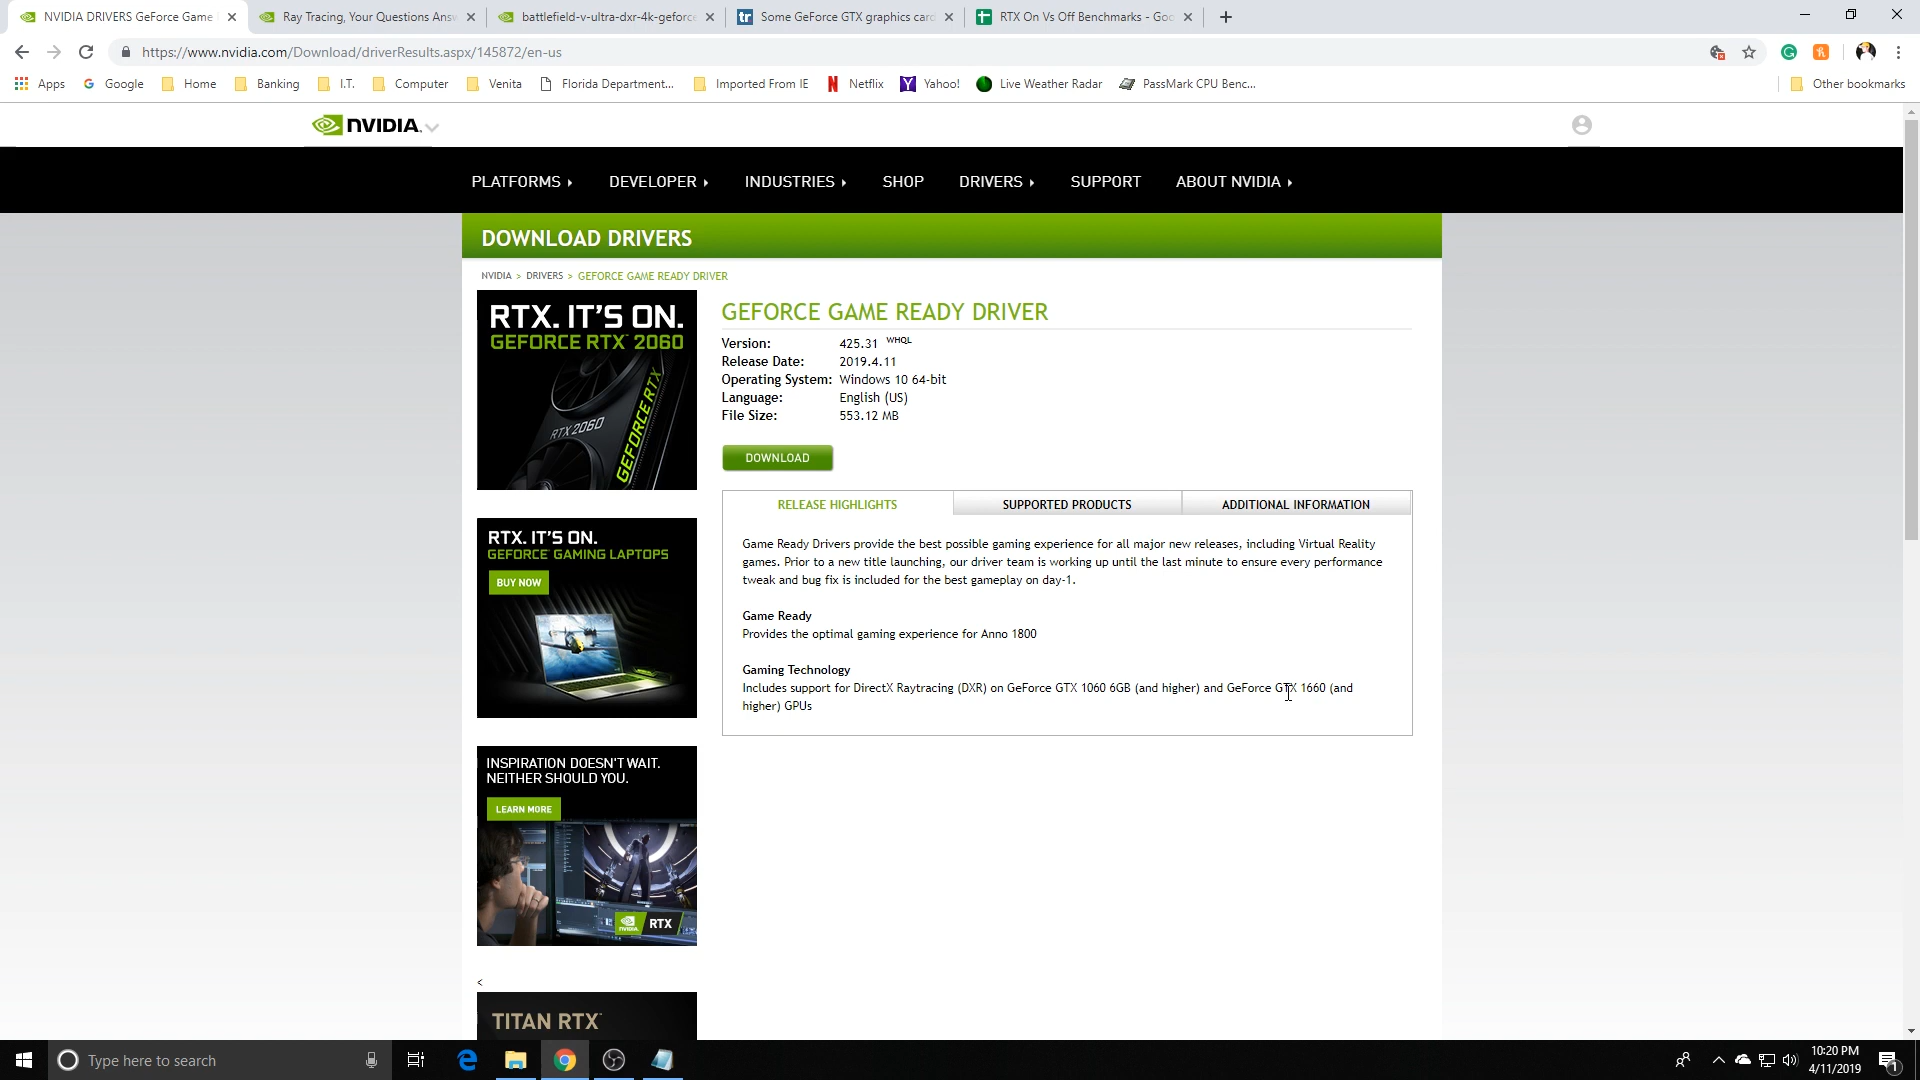 NVIDIA DRIVERS GeForce Game
Ray Tracing, Your Questions Answ
battlefield-v-ultra-dxr-4k-geforce
Some GeForce GTX graphics card
RTX On Vs Off Benchmarks - Goo
https://www.nvidia.com/Download/driverResults.aspx/145872/en-us
Apps
Google
Home
Banking
I.T.
Computer
Venita
Florida Department...
Imported From IE
Netflix
Yahoo!
Live Weather Radar
PassMark CPU Benc...
Other bookmarks
NVIDIA.
PLATFORMS
DEVELOPER
INDUSTRIES
SHOP
DRIVERS
SUPPORT
ABOUT NVIDIA
DOWNLOAD DRIVERS
NVIDIA > DRIVERS > GEFORCE GAME READY DRIVER
RTX. IT'S ON.
GEFORCE RTX™ 2060
RTX 2060
GEFORCE RTX
GEFORCE GAME READY DRIVER
Version: 425.31 WHQL
Release Date: 2019.4.11
Operating System: Windows 10 64-bit
Language: English (US)
File Size: 553.12 MB
DOWNLOAD
RELEASE HIGHLIGHTS
SUPPORTED PRODUCTS
ADDITIONAL INFORMATION
Game Ready Drivers provide the best possible gaming experience for all major new releases, including Virtual Reality
games. Prior to a new title launching, our driver team is working up until the last minute to ensure every performance
tweak and bug fix is included for the best gameplay on day-1.
Game Ready
Provides the optimal gaming experience for Anno 1800
Gaming Technology
Includes support for DirectX Raytracing (DXR) on GeForce GTX 1060 6GB (and higher) and GeForce GTX 1660 (and
higher) GPUs
RTX. IT'S ON.
GEFORCE® GAMING LAPTOPS
BUY NOW
INSPIRATION DOESN'T WAIT.
NEITHER SHOULD YOU.
LEARN MORE
NVIDIA.
RTX
<
TITAN RTX™
Type here to search
10:20 PM
4/11/2019
1